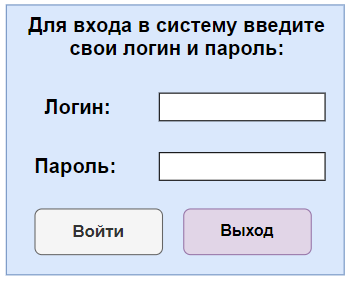 Для входа в систему введите
свои логин и пароль:
Логин:
Пароль:
Войти
Выход